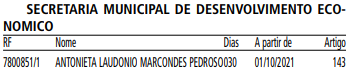 SECRETARIA MUNICIPAL DE DESENVOLVIMENTO ECO-
NOMICO
RF Nome Dias A partir de Artigo
7800851/1 ANTONIETA LAUDONIO MARCONDES PEDROSO030 01/10/2021 143